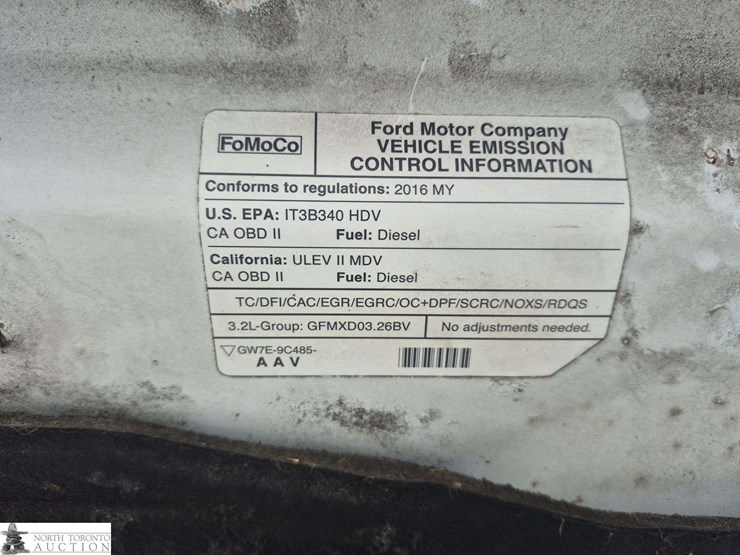 FoMoCo
Ford Motor Company
VEHICLE EMISSION
CONTROL INFORMATION
Conforms to regulations: 2016 MY
U.S. EPA: IT3B340 HDV
CA OBD II Fuel: Diesel
California: ULEV II MDV
CA OBD II Fuel: Diesel
TC/DFI/CAC/EGR/EGRC/OC+DPF/SCRC/NOXS/RDQS
3.2L-Group: GFMXD03.26BV No adjustments needed.
GW7E-9C485-
A A V
NORTH TORONTO
AUCTION